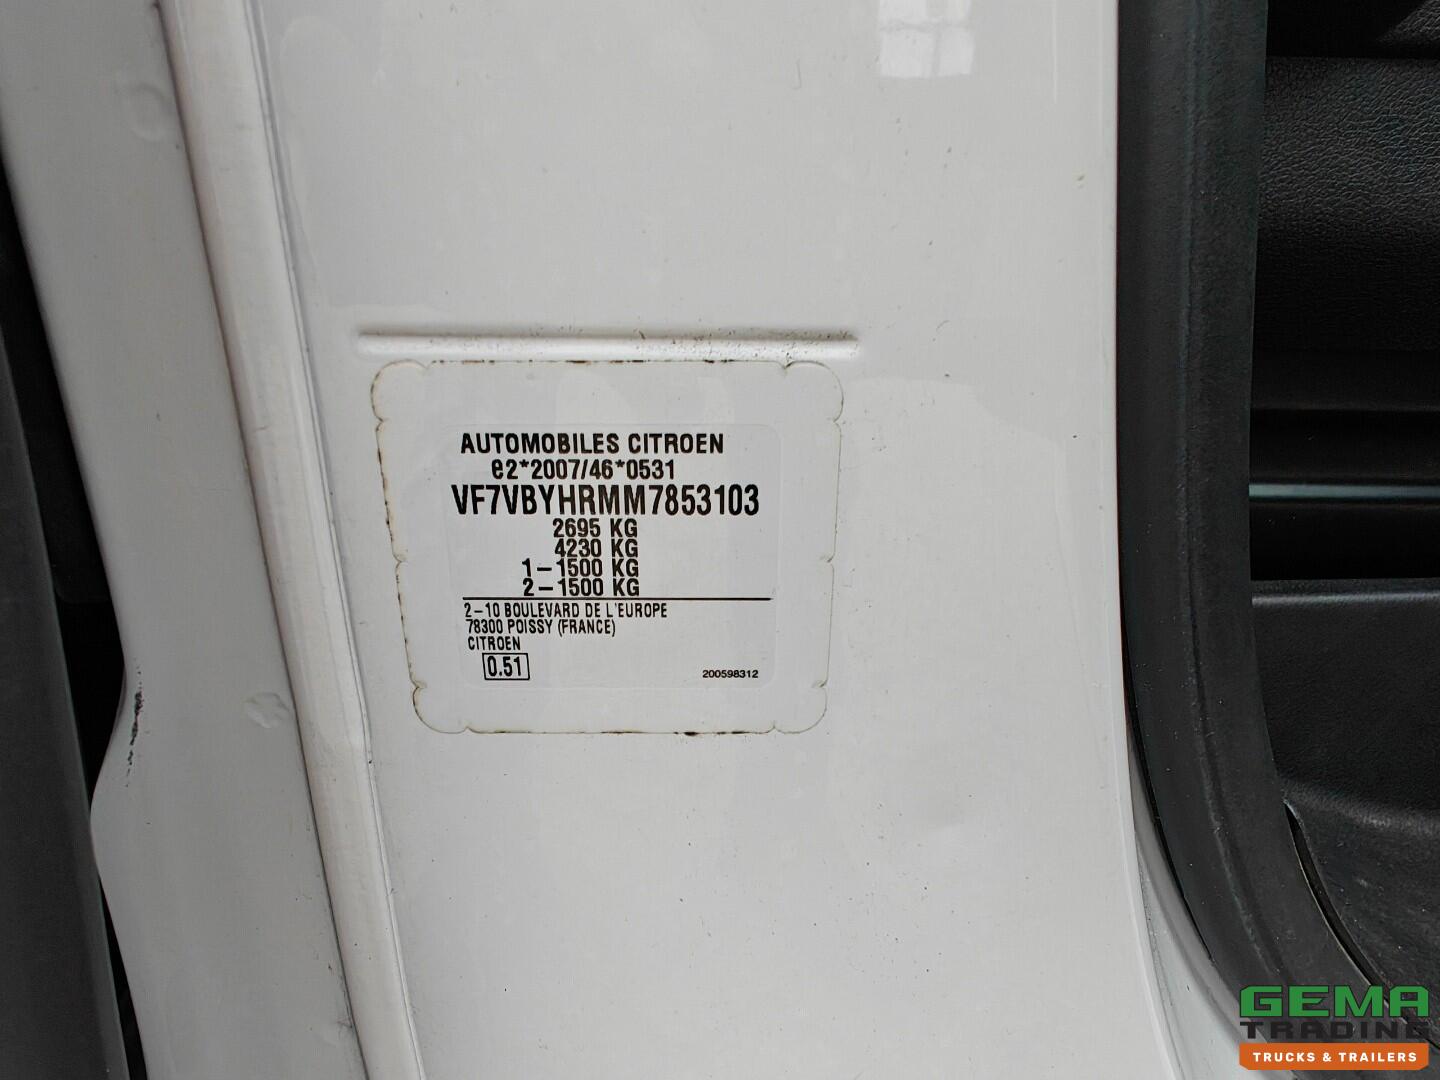 AUTOMOBILES CITROEN
e2*2007/46*0531
VF7VBYHRMM7853103
2695 KG
4230 KG
1-1500 KG
2-1500 KG
2-10 BOULEVARD DE L'EUROPE
78300 POISSY (FRANCE)
CITROEN
0.51
200598312
GEMA
TRADING
TRUCKS & TRAILERS